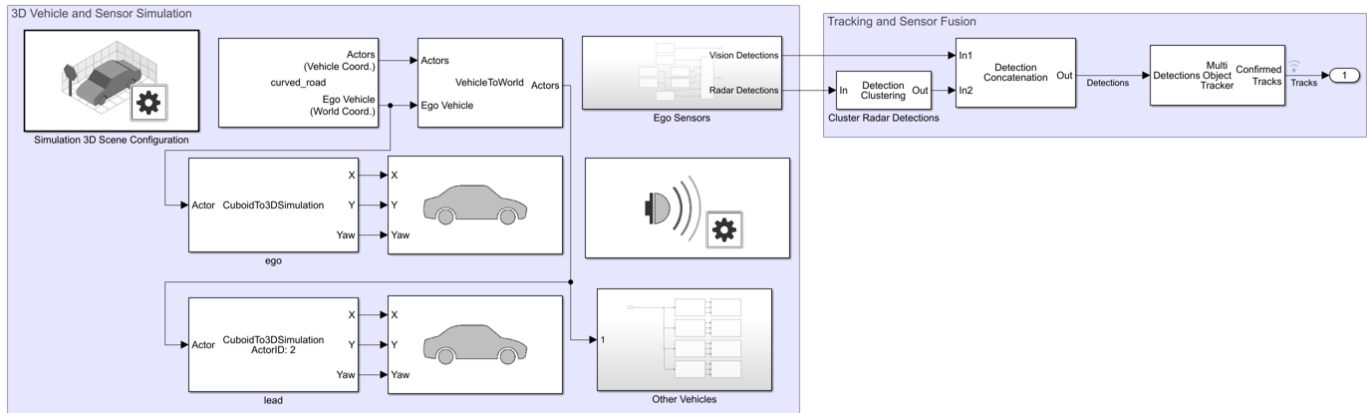 3D Vehicle and Sensor Simulation
Simulation 3D Scene Configuration
Actors
(Vehicle Coord.)
curved_road
Ego Vehicle
(World Coord.)
Actors
VehicleToWorld
Actors
Ego Vehicle
Vision Detections
Radar Detections
Ego Sensors
Actor
CuboidTo3DSimulation
X
Y
Yaw
ego
X
Y
Yaw
Actor
CuboidTo3DSimulation
ActorID: 2
X
Y
Yaw
lead
X
Y
Yaw
1
Other Vehicles
Tracking and Sensor Fusion
In
Detection
Clustering
Out
Cluster Radar Detections
In1
In2
Detection
Concatenation
Out
Detections
Detections
Multi
Object
Tracker
Confirmed
Tracks
Tracks
1